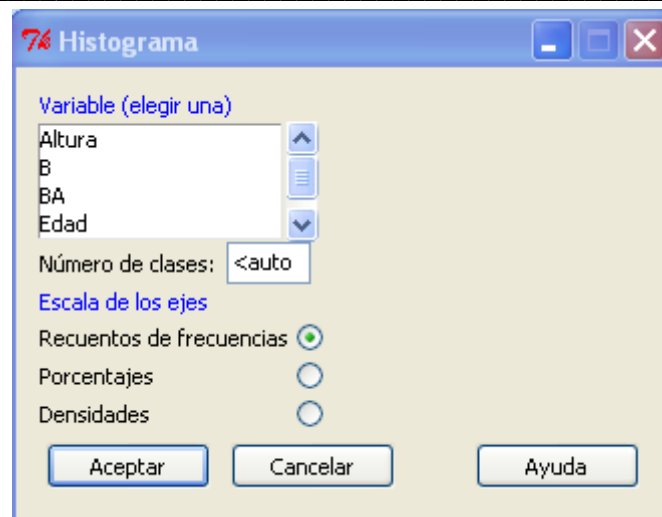 Histograma
Variable (elegir una)
Altura
B
BA
Edad
Número de clases: <auto
Escala de los ejes
Recuentos de frecuencias
Porcentajes
Densidades
Aceptar Cancelar Ayuda